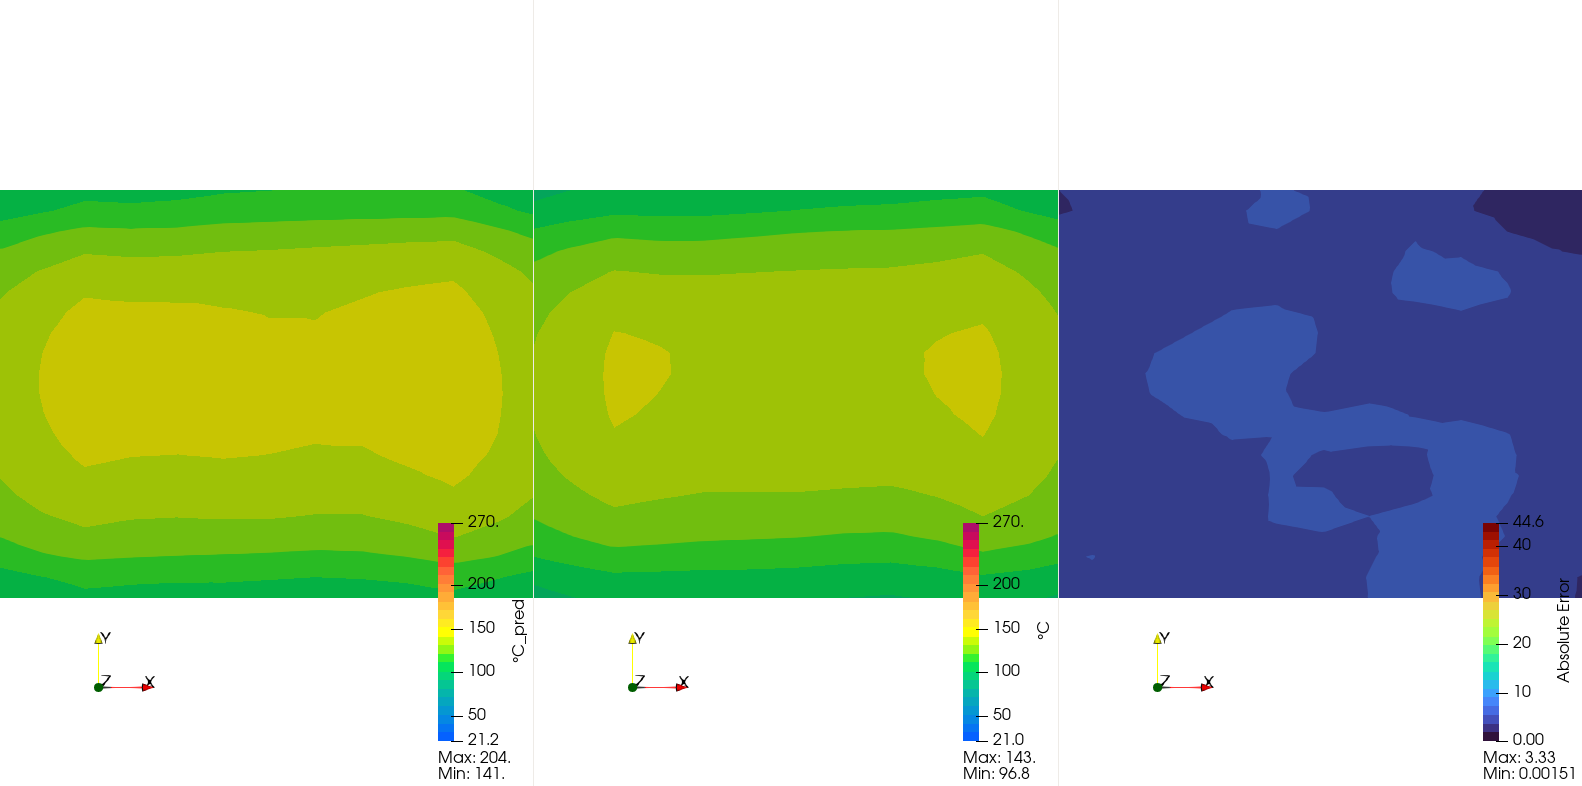 270.
200
150
100
50
21.2
°C_pred
Max: 204.
Min: 141.
Y
Z
X
270.
200
150
100
50
21.0
°C
Max: 143.
Min: 96.8
Y
Z
X
44.6
40
30
20
10
0.00
Absolute Error
Max: 3.33
Min: 0.00151
Y
Z
X